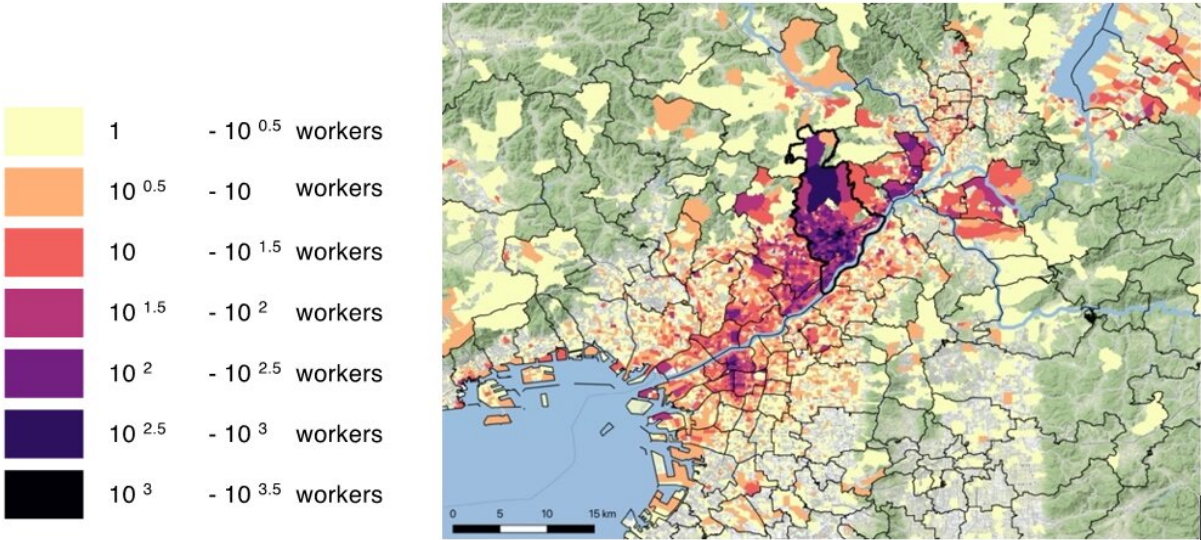 1 - 10 0.5 workers
10 0.5 - 10 workers
10 - 10 1.5 workers
10 1.5 - 10 2 workers
10 2 - 10 2.5 workers
10 2.5 - 10 3 workers
10 3 - 10 3.5 workers
0 5 10 15 km